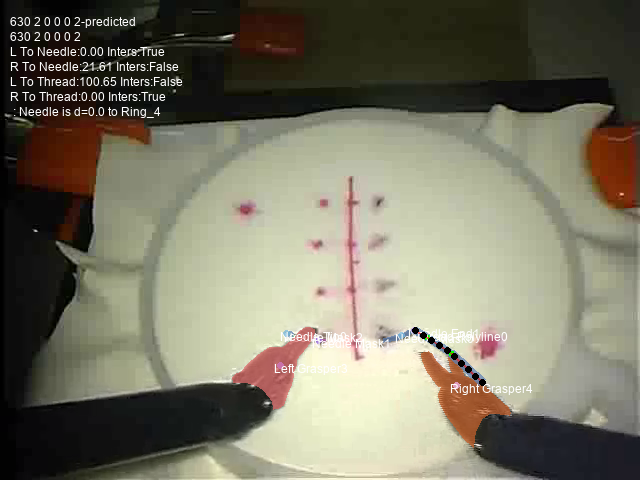 630 2 0 0 0 2-predicted
630 2 0 0 0 2
L To Needle:0.00 Inters:True
R To Needle:21.61 Inters:False
L To Thread:100.65 Inters:False
R To Thread:0.00 Inters:True
: Needle is d=0.0 to Ring_4
Left Grasper3
Right Grasper4